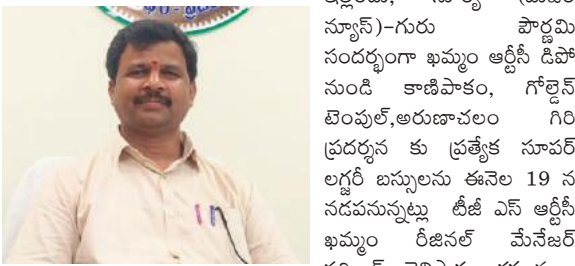 న్యూస్)-గురు పౌర్ణమి
సందర్భంగా ఖమ్మం ఆర్టీసీ డిపో
నుండి కాణిపాకం, గోల్డెన్
టెంపుల్,అరుణాచలం గిరి
ప్రదర్శన కు ప్రత్యేక సూపర్
లగ్జరీ బస్సులను ఈనెల 19 న
నడపనున్నట్లు టీజీ ఎస్ ఆర్టీసీ
ఖమ్మం రీజినల్ మేనేజర్